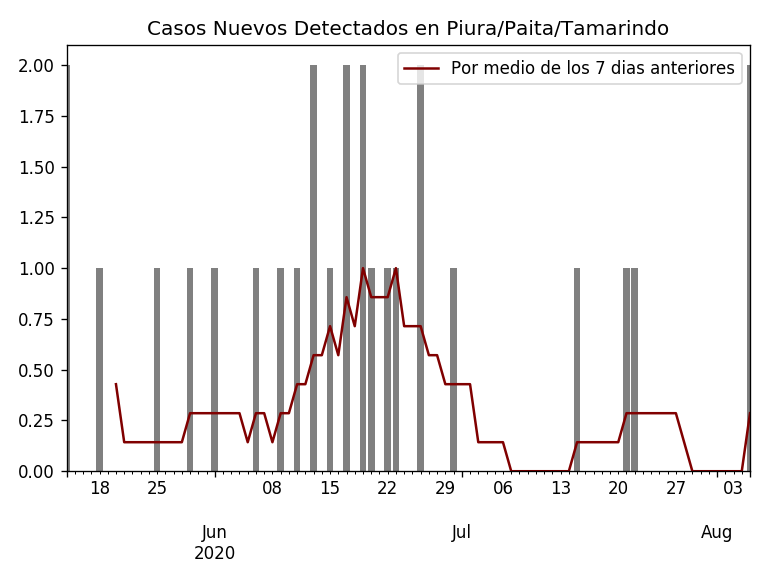 Casos Nuevos Detectados en Piura/Paita/Tamarindo
Por medio de los 7 dias anteriores
2.00
1.75
1.50
1.25
1.00
0.75
0.50
0.25
0.00
18 25 08 15 22 29 06 13 20 27 03
Jun Jul Aug
2020